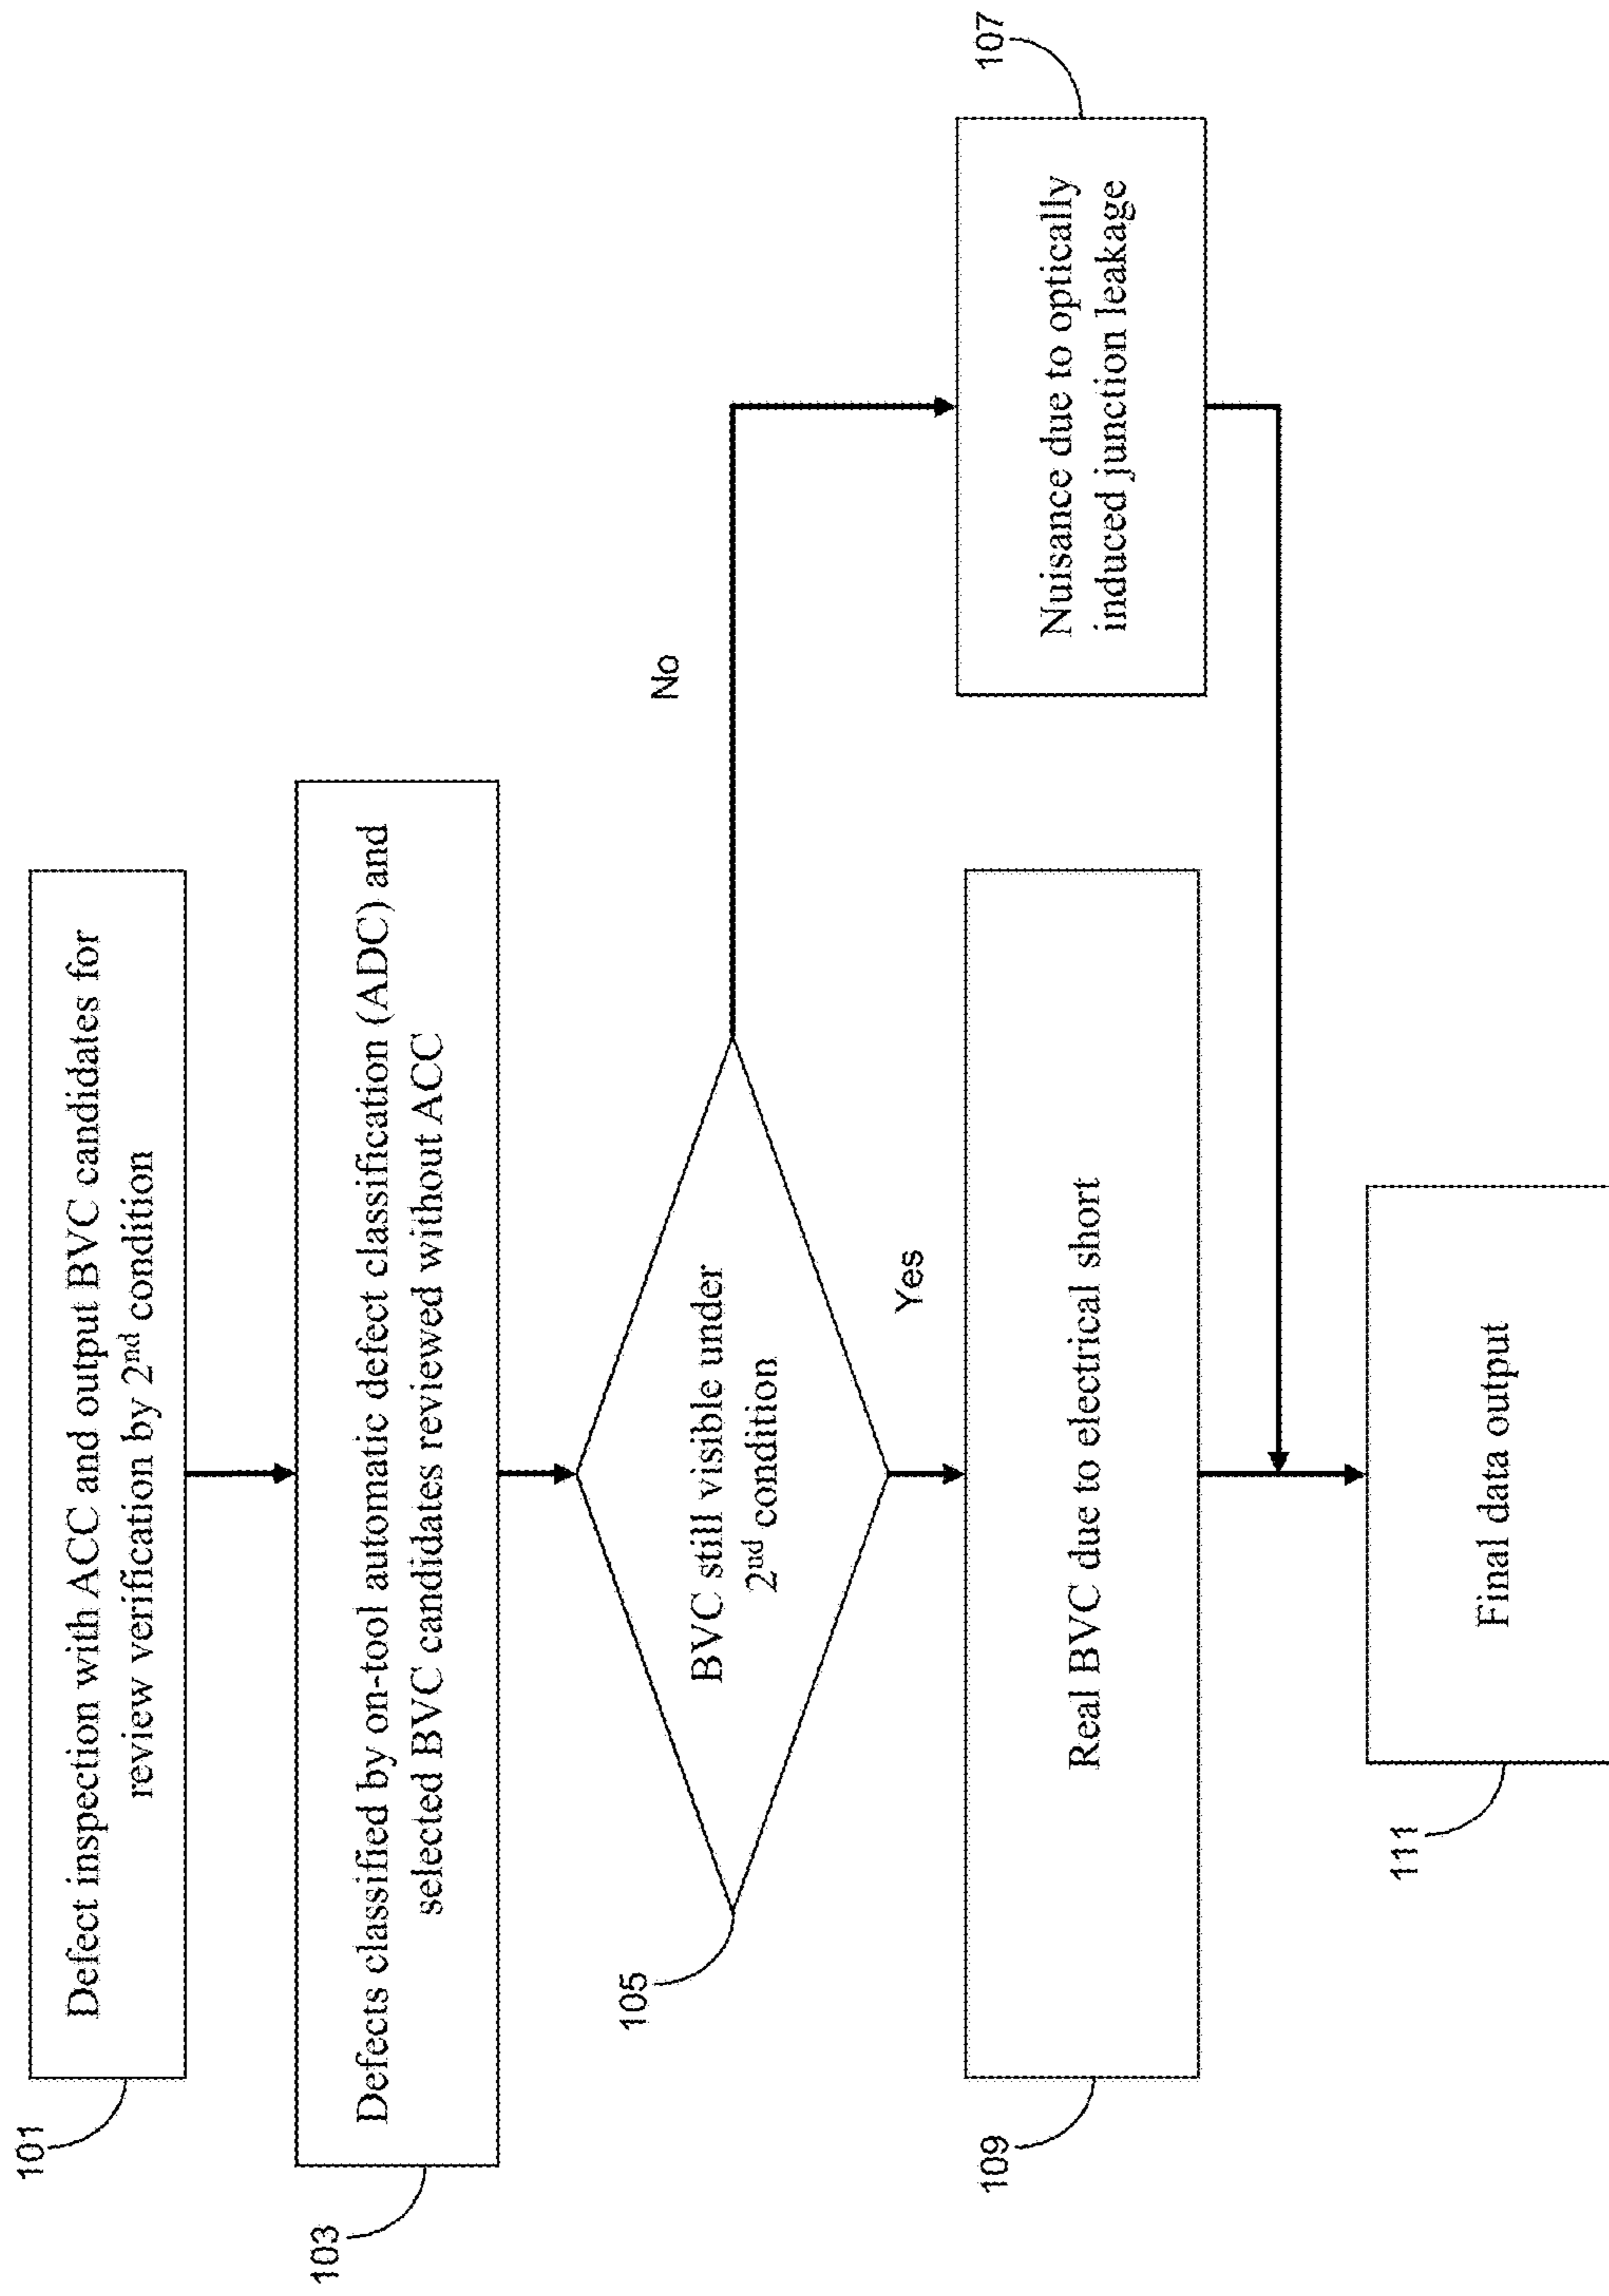 101
Defect inspection with ACC and output BVC candidates for
review verification by 2nd condition
103
Defects classified by on-tool automatic defect classification (ADC) and
selected BVC candidates reviewed without ACC
105
BVC still visible under
2nd condition
No
Yes
107
Nuisance due to optically
induced junction leakage
109
Real BVC due to electrical short
111
Final data output